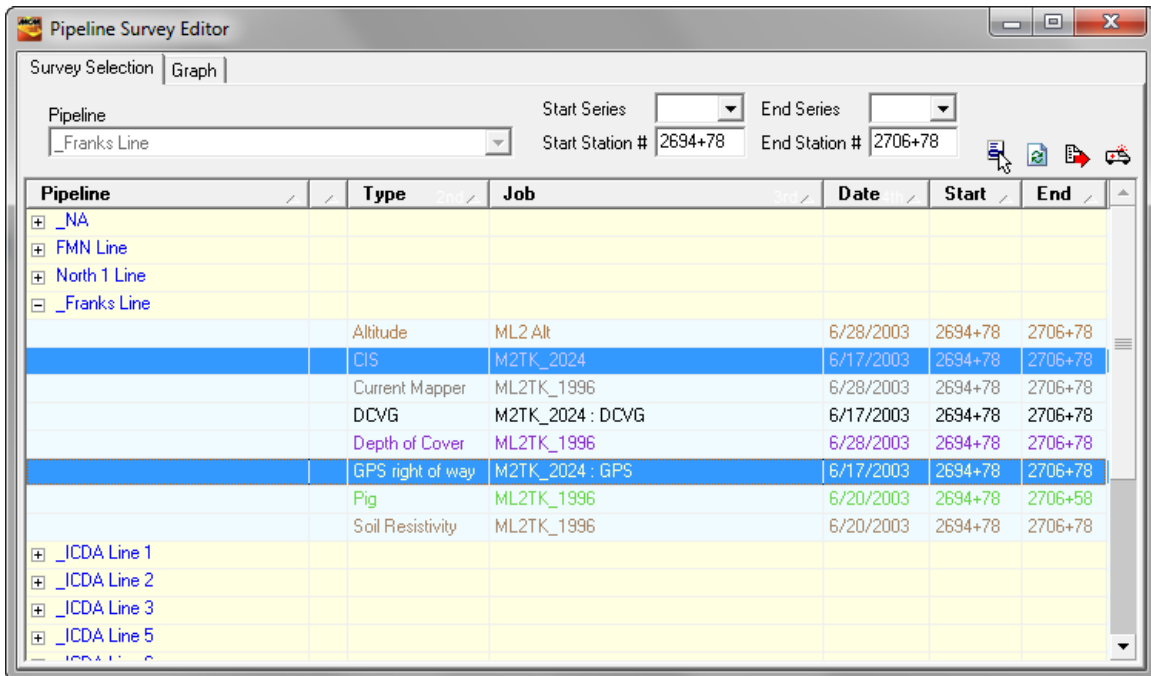 Pipeline Survey Editor
Survey Selection Graph
Pipeline
_Franks Line
Start Series End Series
Start Station # 2694+78 End Station # 2706+78
Pipeline Type 2nd Job 3rd Date 4th Start End
_NA
FMN Line
North 1 Line
_Franks Line
Altitude ML2 Alt 6/28/2003 2694+78 2706+78
CIS M2TK_2024 6/17/2003 2694+78 2706+78
Current Mapper ML2TK_1996 6/28/2003 2694+78 2706+78
DCVG M2TK_2024 : DCVG 6/17/2003 2694+78 2706+78
Depth of Cover ML2TK_1996 6/28/2003 2694+78 2706+78
GPS right of way M2TK_2024 : GPS 6/17/2003 2694+78 2706+78
Pig ML2TK_1996 6/20/2003 2694+78 2706+58
Soil Resistivity ML2TK_1996 6/20/2003 2694+78 2706+78
_ICDA Line 1
_ICDA Line 2
_ICDA Line 3
_ICDA Line 5